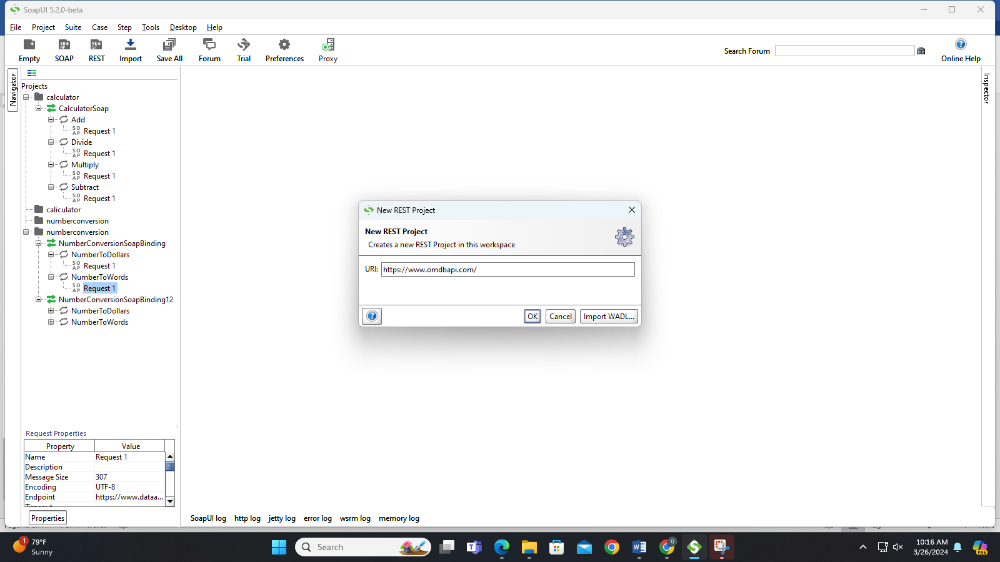 SoapUI 5.2.0-beta
File Project Suite Case Step Tools Desktop Help
Empty SOAP REST Import Save All Forum Trial Preferences Proxy
Search Forum
Online Help
Navigator
Inspector
Projects
calculator
CalculatorSoap
Add
Request 1
Divide
Request 1
Multiply
Request 1
Subtract
Request 1
caliculator
numberconversion
numberconversion
NumberConversionSoapBinding
NumberToDollars
Request 1
NumberToWords
Request 1
NumberConversionSoapBinding12
NumberToDollars
NumberToWords
New REST Project
New REST Project
Creates a new REST Project in this workspace
URI: https://www.omdbapi.com/
OK Cancel Import WADL...
Request Properties
Property Value
Name Request 1
Description
Message Size 307
Encoding UTF-8
Endpoint https://www.dataa...
Properties
SoapUI log http log jetty log error log wsrm log memory log
1
79°F
Sunny
Search
G
10:16 AM
3/26/2024
PRE